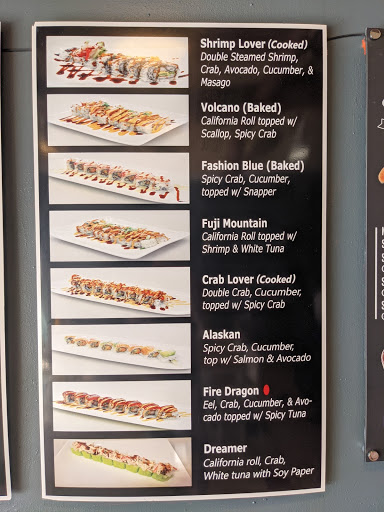 Shrimp Lover (Cooked)
Double Steamed Shrimp,
Crab, Avocado, Cucumber, &
Masago
Volcano (Baked)
California Roll topped w/
Scallop, Spicy Crab
Fashion Blue (Baked)
Spicy Crab, Cucumber,
topped w/ Snapper
Fuji Mountain
California Roll topped w/
Shrimp & White Tuna
Crab Lover (Cooked)
Double Crab, Cucumber,
topped w/ Spicy Crab
Alaskan
Spicy Crab, Cucumber,
top w/ Salmon & Avocado
Fire Dragon
Eel, Crab, Cucumber, & Avo-
cado topped w/ Spicy Tuna
Dreamer
California roll, Crab,
White tuna with Soy Paper